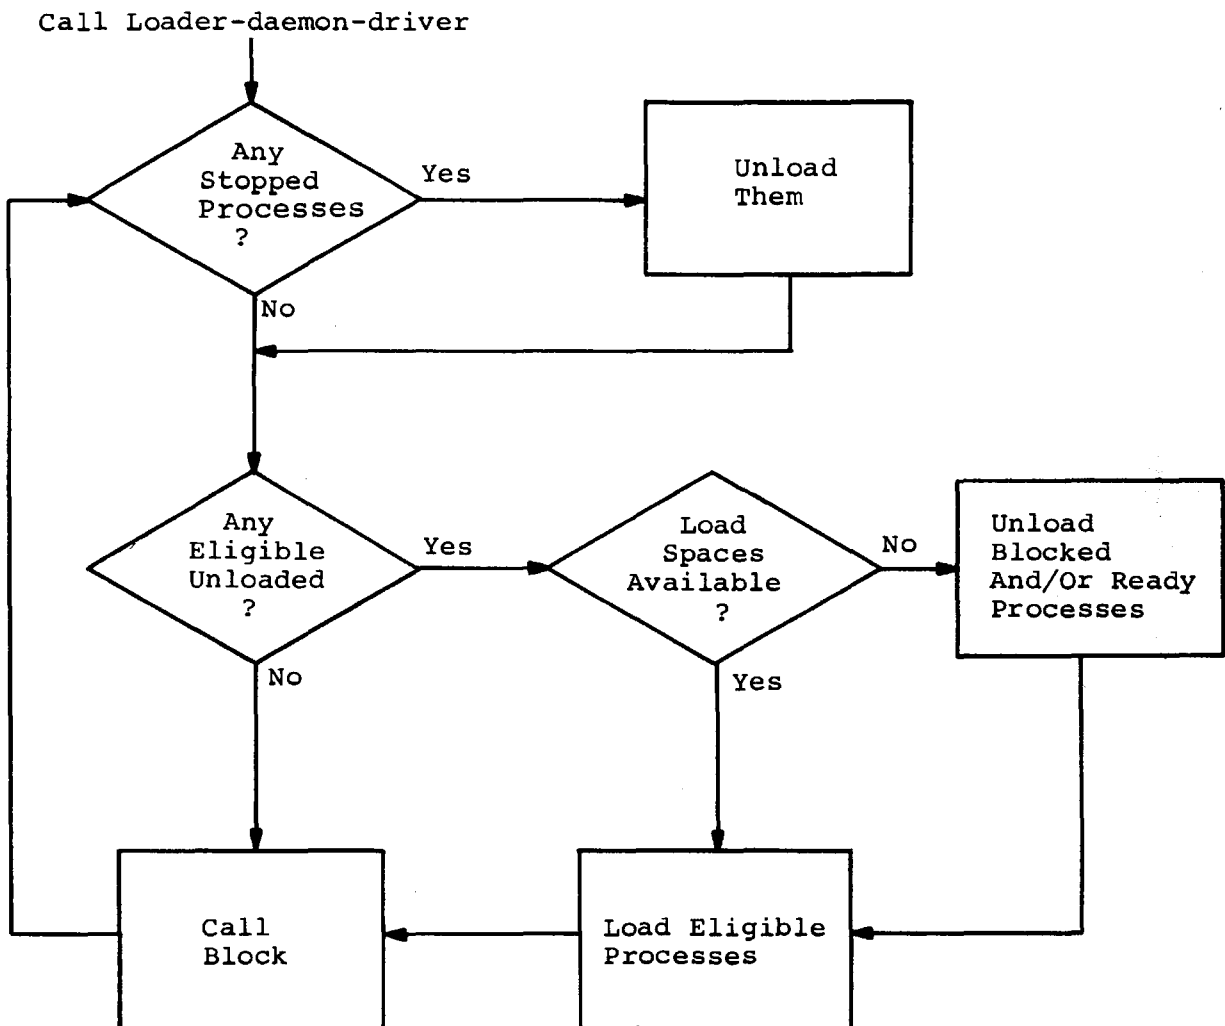 Call Loader-daemon-driver
Any
Stopped
Processes
?
Yes
Unload
Them
No
Any
Eligible
Unloaded
?
Yes
Load
Spaces
Available
?
No
Unload
Blocked
And/Or Ready
Processes
No
Yes
Call
Block
Load Eligible
Processes